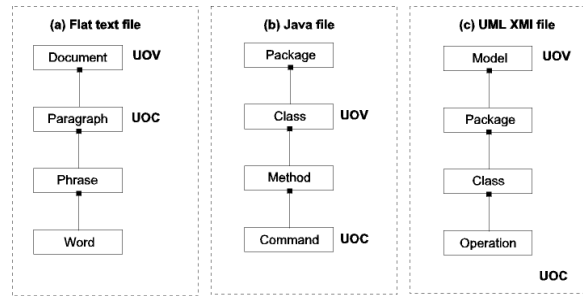 (a) Flat text file
Document UOV
Paragraph UOC
Phrase
Word
(b) Java file
Package
Class UOV
Method
Command UOC
(c) UML XMI file
Model UOV
Package
Class
Operation
UOC